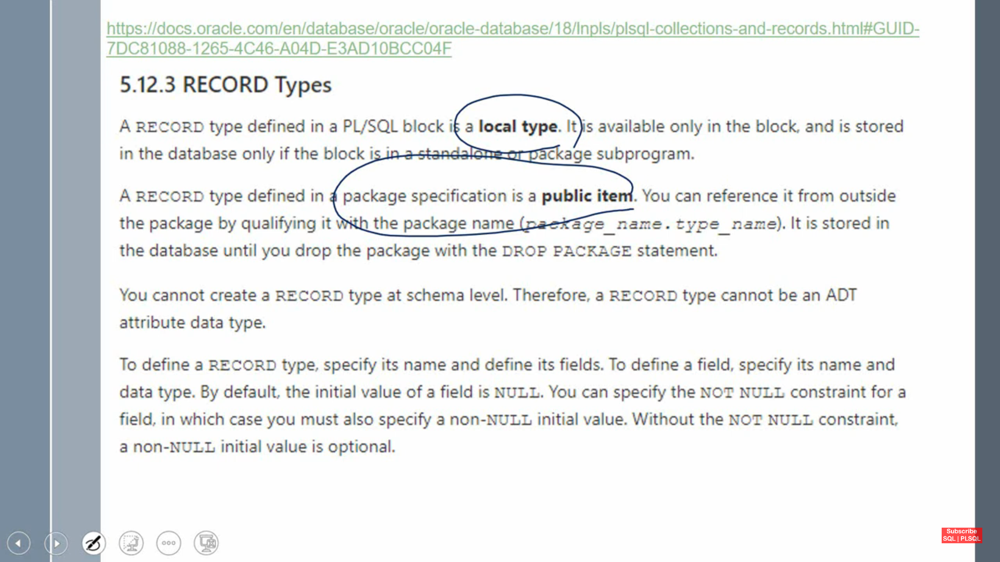 https://docs.oracle.com/en/database/oracle/oracle-database/18/lnpls/plsql-collections-and-records.html#GUID-
7DC81088-1265-4C46-A04D-E3AD10BCC04F
5.12.3 RECORD Types
A RECORD type defined in a PL/SQL block is a local type. It is available only in the block, and is stored
in the database only if the block is in a standalone or package subprogram.
A RECORD type defined in a package specification is a public item. You can reference it from outside
the package by qualifying it with the package name (package_name.type_name). It is stored in
the database until you drop the package with the DROP PACKAGE statement.
You cannot create a RECORD type at schema level. Therefore, a RECORD type cannot be an ADT
attribute data type.
To define a RECORD type, specify its name and define its fields. To define a field, specify its name and
data type. By default, the initial value of a field is NULL. You can specify the NOT NULL constraint for a
field, in which case you must also specify a non-NULL initial value. Without the NOT NULL constraint,
a non-NULL initial value is optional.
Subscribe
SQL | PLSQL